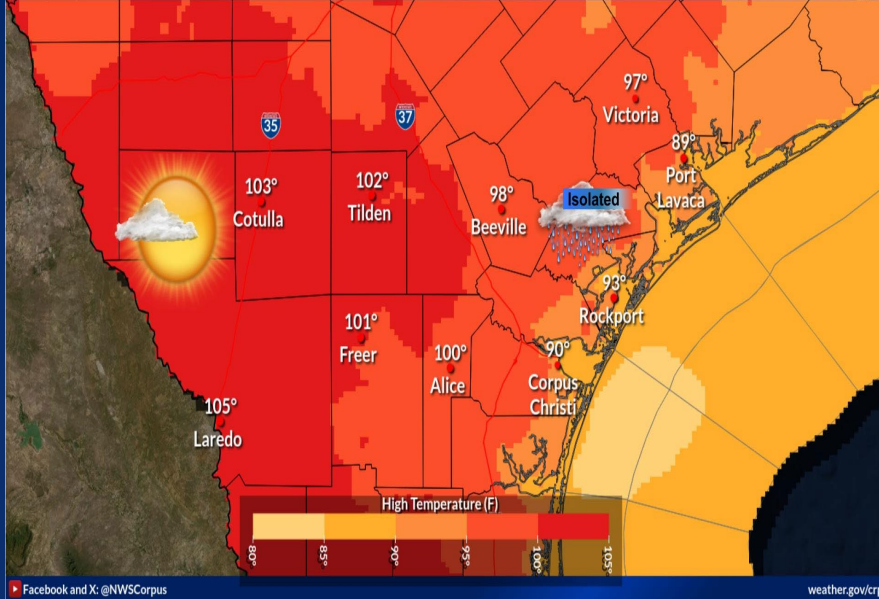 97°
Victoria
89°
Port
Lavaca
35
37
103°
Cotulla
102°
Tilden
98°
Beeville
Isolated
93°
Rockport
101°
Freer
100°
Alice
90°
Corpus
Christi
105°
Laredo
High Temperature (F)
80°
85°
90°
95°
100°
105°
Facebook and X: @NWSCorpus
weather.gov/crp